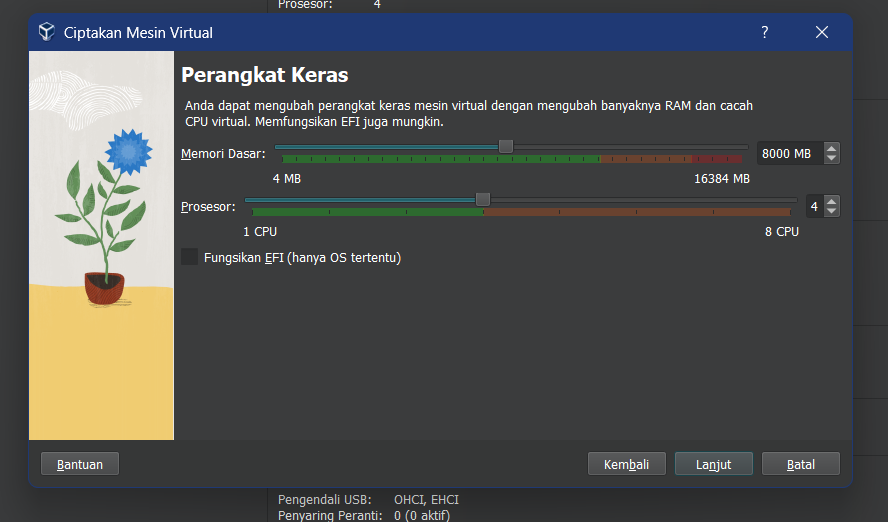 Prosesor: 4
Ciptakan Mesin Virtual
?
Perangkat Keras
Anda dapat mengubah perangkat keras mesin virtual dengan mengubah banyaknya RAM dan cacah
CPU virtual. Memfungsikan EFI juga mungkin.
Memori Dasar: 8000 MB
4 MB 16384 MB
Prosesor: 4
1 CPU 8 CPU
Fungsikan EFI (hanya OS tertentu)
Bantuan Kembali Lanjut Batal
Pengendali USB: OHCI, EHCI
Penyaring Peranti: 0 (0 aktif)